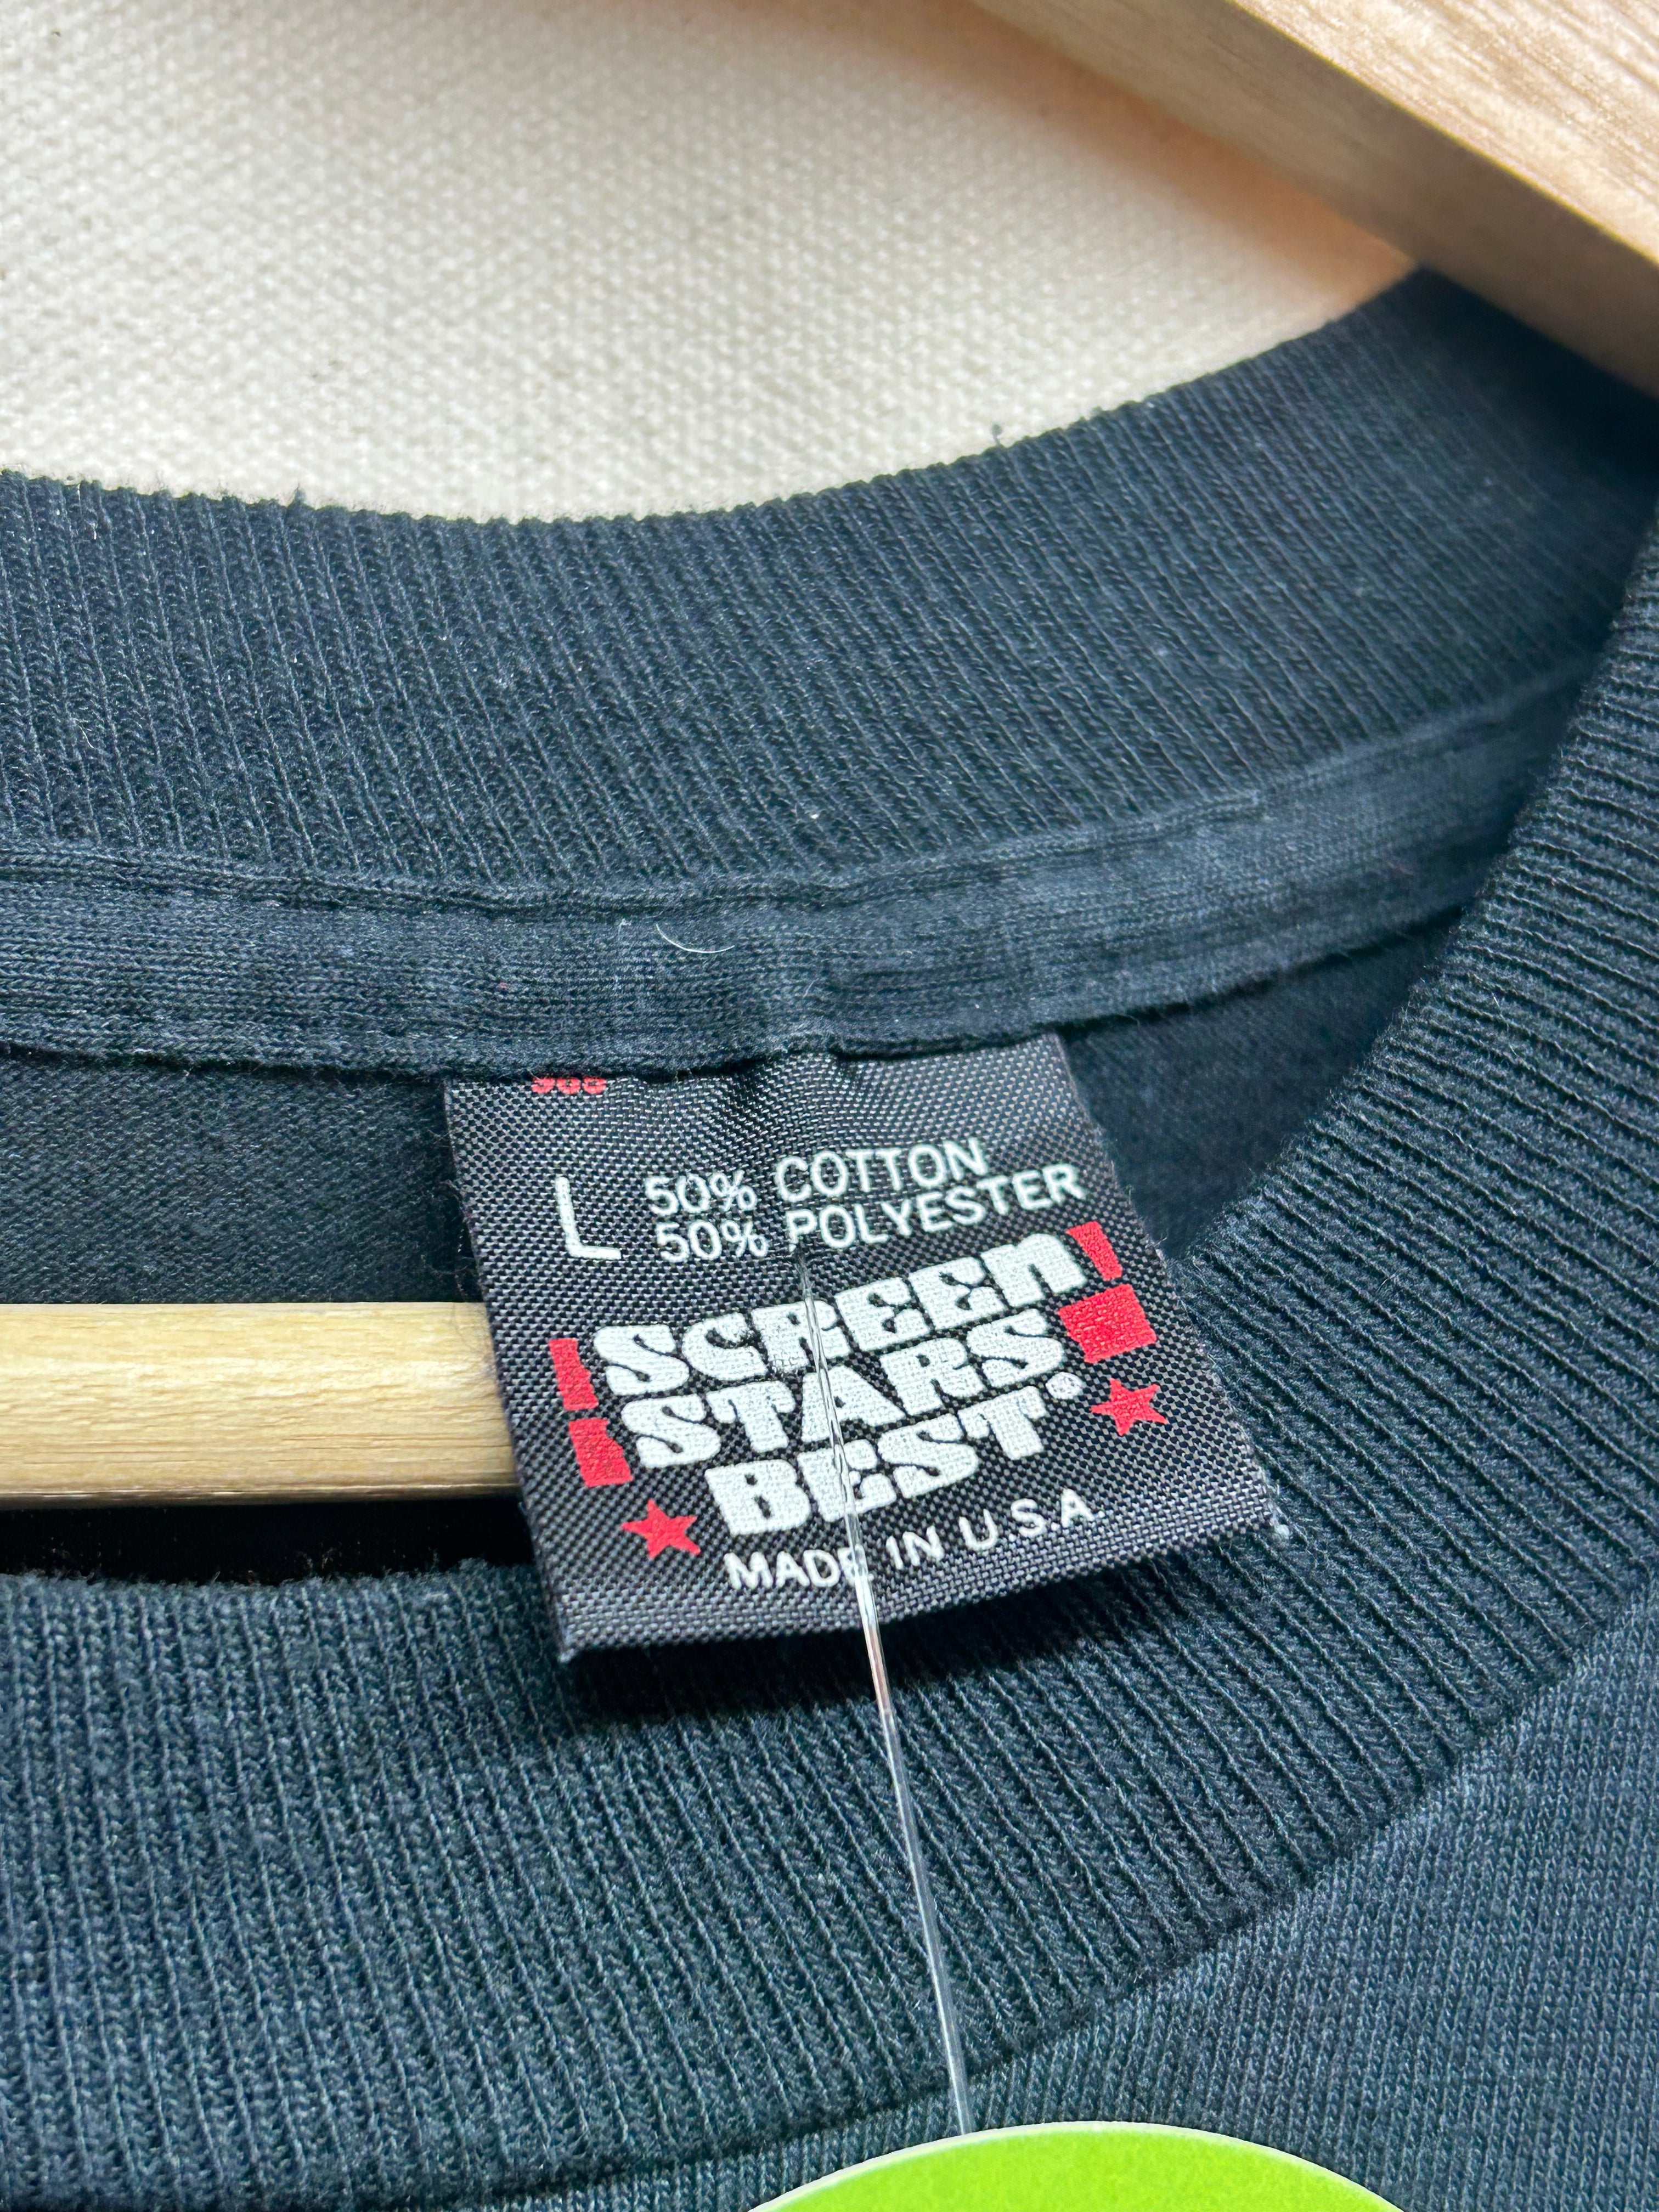 L 50% COTTON
50% POLYESTER
SCREEN
STARS
BEST®
MADE IN U.S.A.